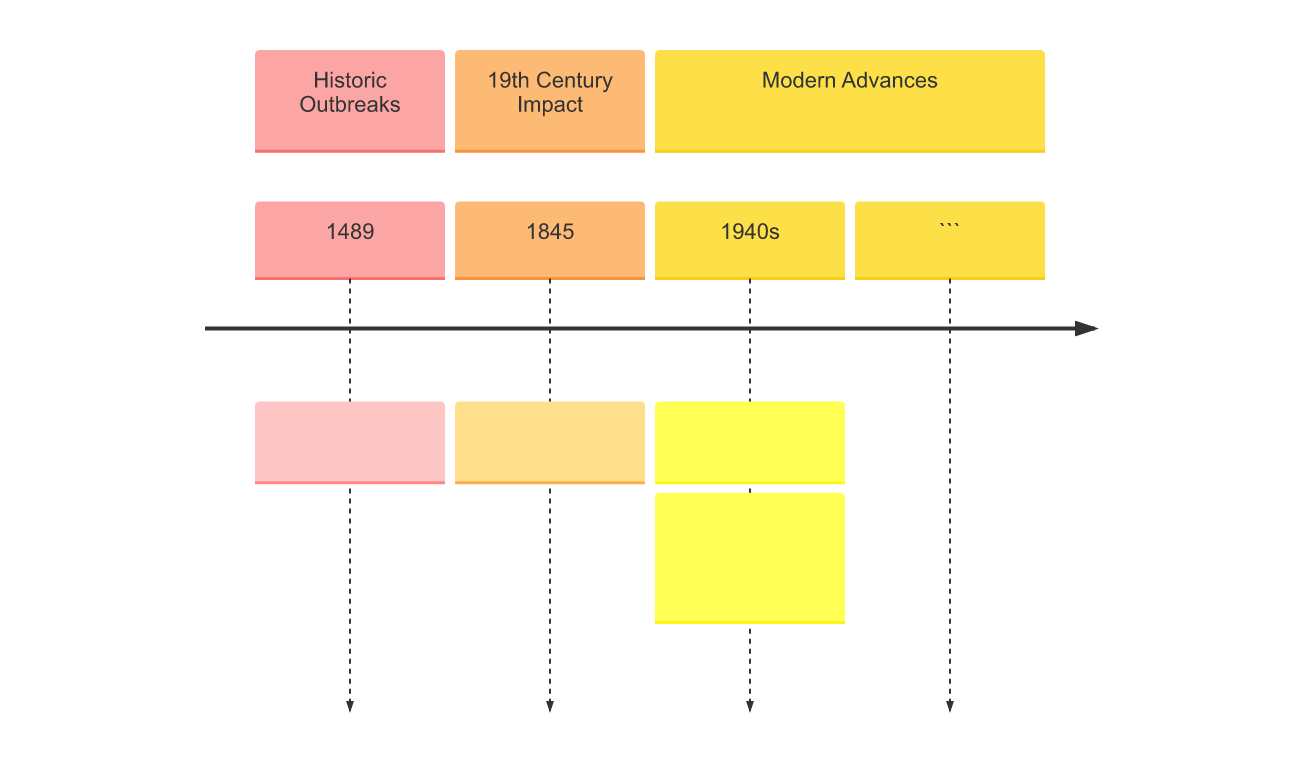 Historic
Outbreaks
19th Century
Impact
Modern Advances
1489
1845
1940s
```